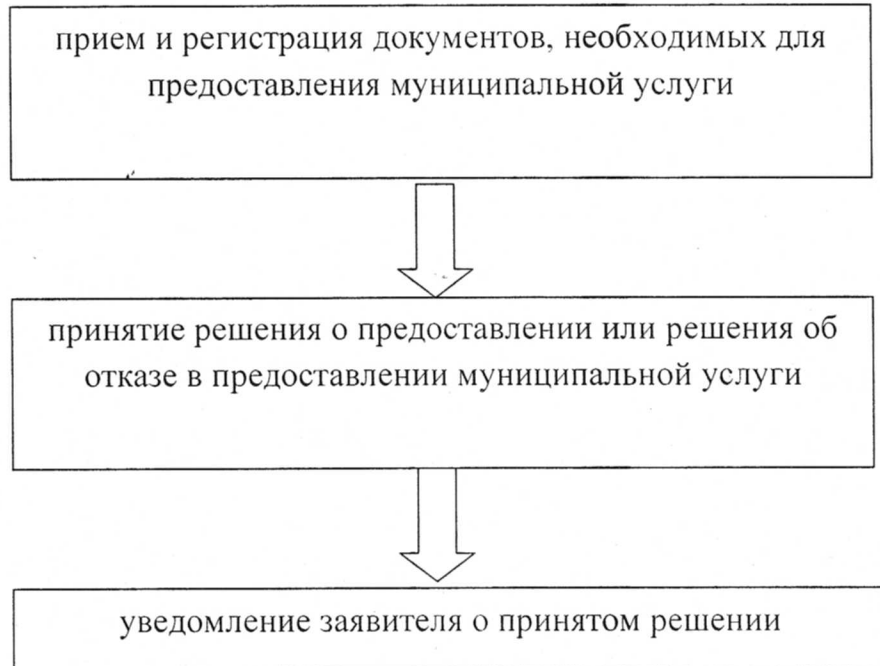 прием и регистрация документов, необходимых для
предоставления муниципальной услуги
принятие решения о предоставлении или решения об
отказе в предоставлении муниципальной услуги
уведомление заявителя о принятом решении